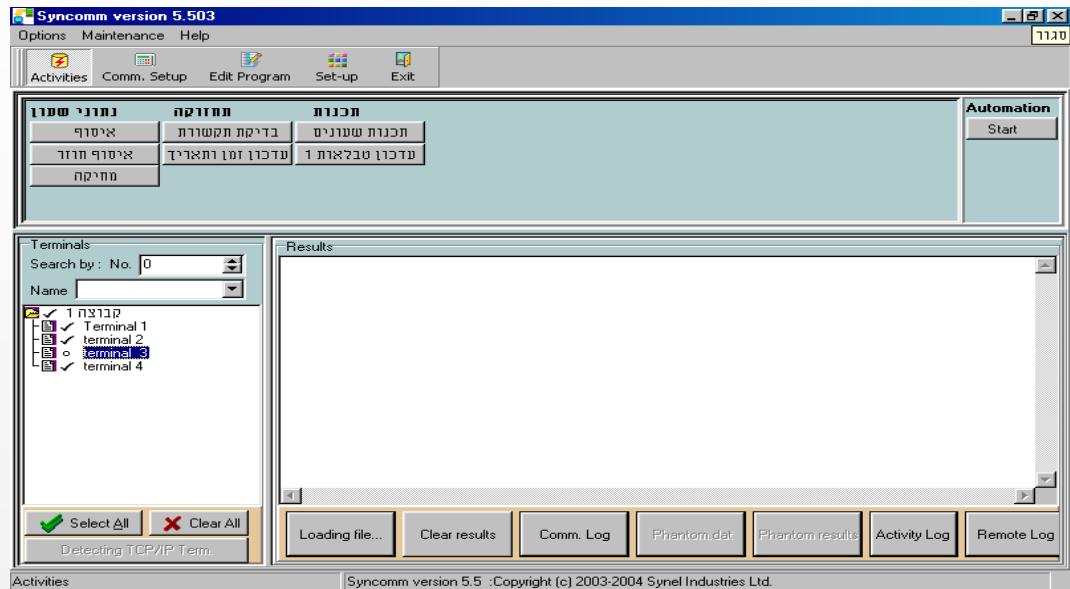 Syncomm version 5.503
Options Maintenance Help
סגור
Activities Comm. Setup Edit Program Set-up Exit
נתוני שעון תחזוקה תכנות
איסוף בדיקת תקשורת תכנות שעונים
איסוף חוזר עדכון זמן ותאריך עדכון טבלאות 1
מחיקה
Automation
Start
Terminals
Search by : No. 0
Name
קבוצה 1
Terminal 1
terminal 2
terminal 3
terminal 4
Select All Clear All
Detecting TCP/IP Term.
Results
Loading file... Clear results Comm. Log Phantom.dat Phantom results Activity Log Remote Log
Activities Syncomm version 5.5 :Copyright (c) 2003-2004 Synel Industries Ltd.